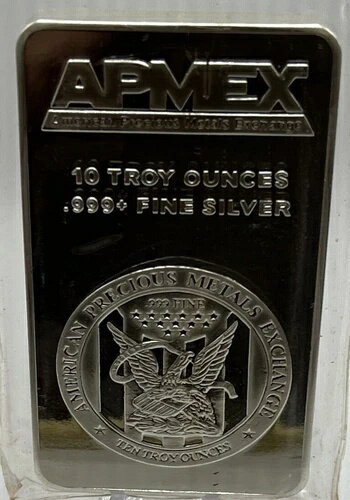 APMEX
American Precious Metals Exchange
10 TROY OUNCES
.999+ FINE SILVER
AMERICAN PRECIOUS METALS EXCHANGE
.999 FINE
TEN TROY OUNCES